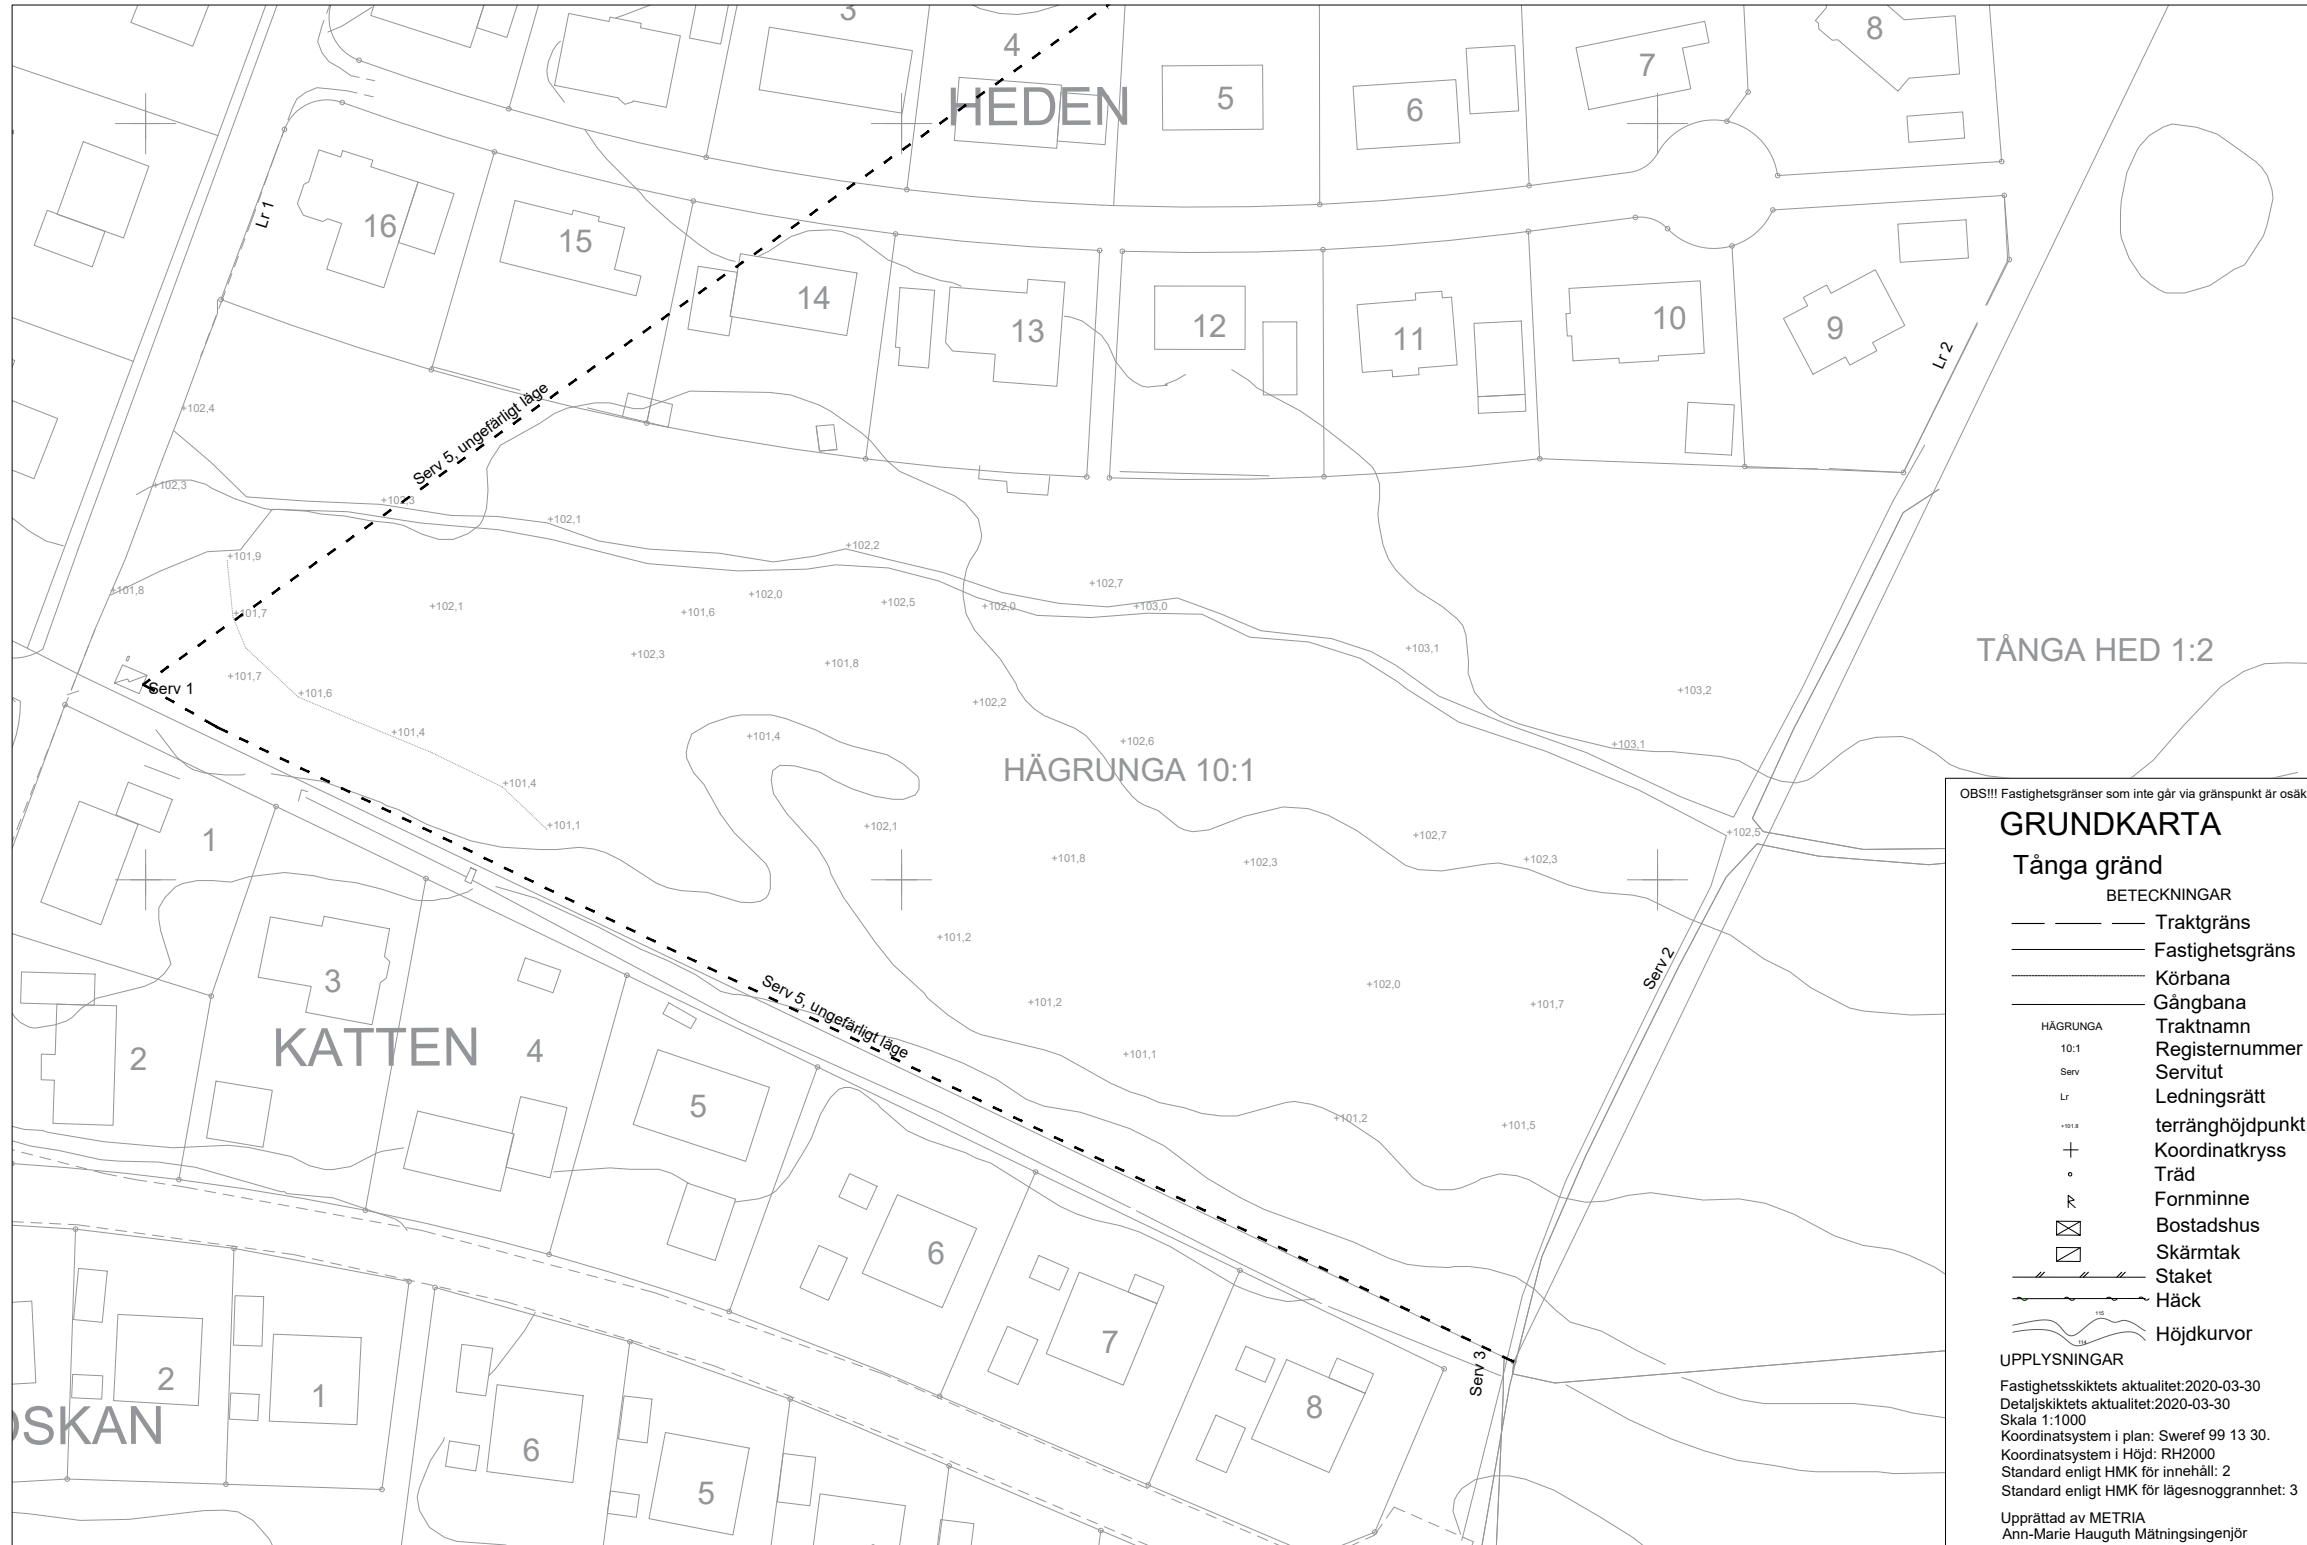 3
4
HEDEN
5
6
7
8
Lr 1
16
15
14
13
12
11
10
9
Lr 2
Serv 5, ungefärligt läge
+102,4
+102,3
+102,3
+102,1
+102,2
+101,9
+101,8
+101,7
+102,1
+101,6
+102,0
+102,5
+102,0
+102,7
+103,0
+102,3
+101,8
+103,1
TÅNGA HED 1:2
Serv 1
+101,7
+101,6
+102,2
+103,2
+101,4
+101,4
+102,6
+103,1
HÄGRUNGA 10:1
+101,4
+101,1
+102,1
+102,7
+102,5
+101,8
+102,3
+102,3
1
+101,2
Serv 2
3
Serv 5, ungefärligt läge
+101,2
+102,0
+101,7
KATTEN
2
4
+101,1
5
+101,2
+101,5
6
7
8
Serv 3
2
1
OSKAN
6
5
OBS!!! Fastighetsgränser som inte går via gränspunkt är osäk
GRUNDKARTA
Tånga gränd
BETECKNINGAR
Traktgräns
Fastighetsgräns
Körbana
Gångbana
HÄGRUNGA Traktnamn
10:1 Registernummer
Serv Servitut
Lr Ledningsrätt
+101.8 terränghöjdpunkt
Koordinatkryss
Träd
R Fornminne
Bostadshus
Skärmtak
Staket
Häck
115
114
Höjdkurvor
UPPLYSNINGAR
Fastighetsskiktets aktualitet:2020-03-30
Detaljskiktets aktualitet:2020-03-30
Skala 1:1000
Koordinatsystem i plan: Sweref 99 13 30.
Koordinatsystem i Höjd: RH2000
Standard enligt HMK för innehåll: 2
Standard enligt HMK för lägesnoggrannhet: 3
Upprättad av METRIA
Ann-Marie Hauguth Mätningsingenjör